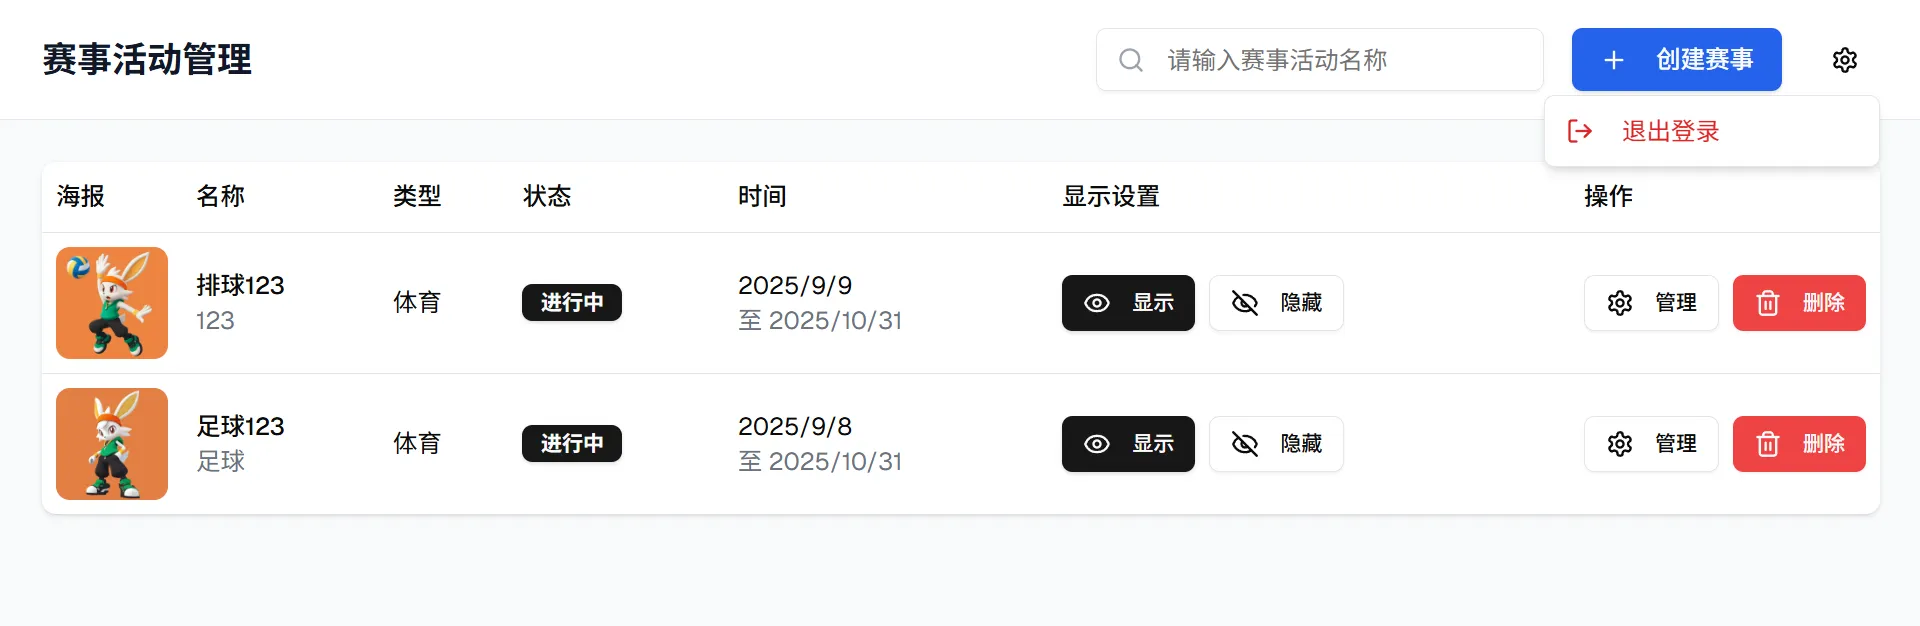 赛事活动管理
请输入赛事活动名称
创建赛事
退出登录
海报 名称 类型 状态 时间 显示设置 操作
排球123
123
体育
进行中
2025/9/9
至 2025/10/31
显示
隐藏
管理
删除
足球123
足球
体育
进行中
2025/9/8
至 2025/10/31
显示
隐藏
管理
删除